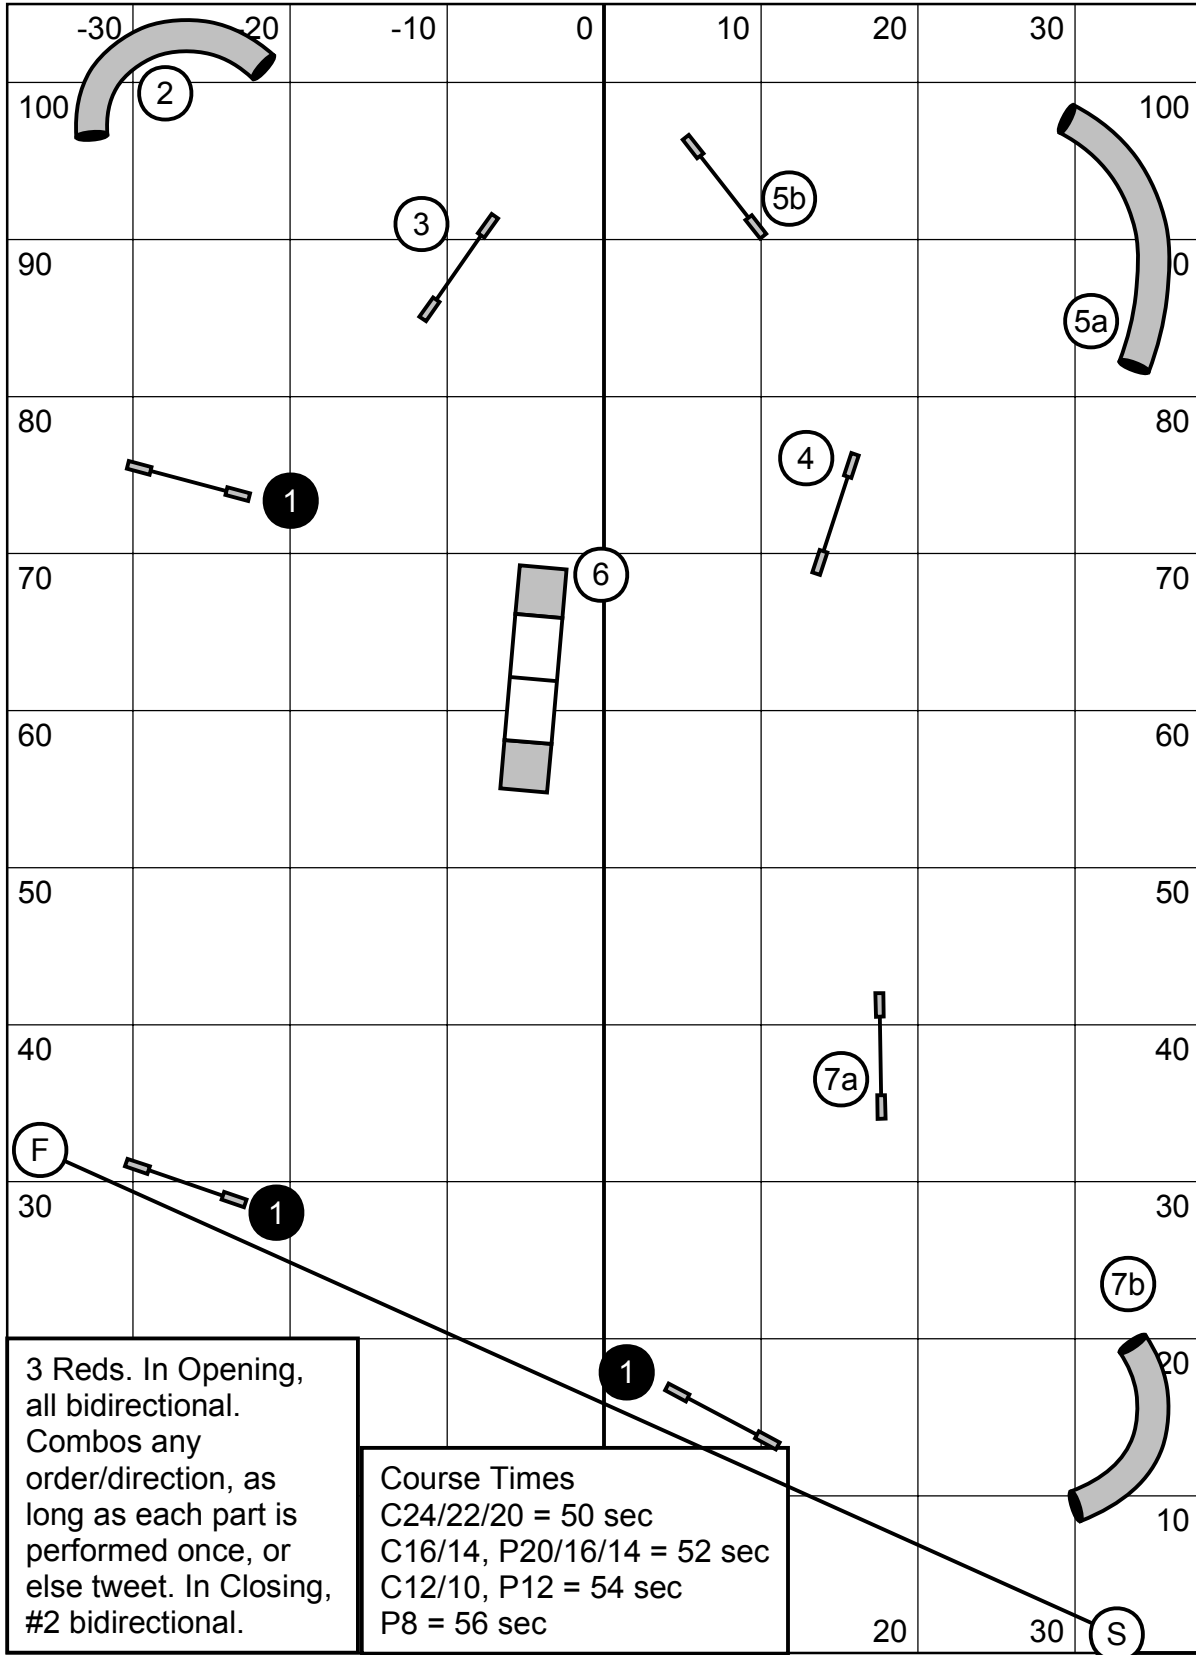 -30 -20 -10 0 10 20 30
100 2 100
3 5b
90 0
5a
80 80
4
1
70 6 70
60 60
50 50
40 7a 40
F
30 1 30
7b
1 20
3 Reds. In Opening,
all bidirectional.
Combos any
order/direction, as
long as each part is
performed once, or
else tweet. In Closing,
#2 bidirectional.
Course Times
C24/22/20 = 50 sec
C16/14, P20/16/14 = 52 sec
C12/10, P12 = 54 sec
P8 = 56 sec
10
20 30 S